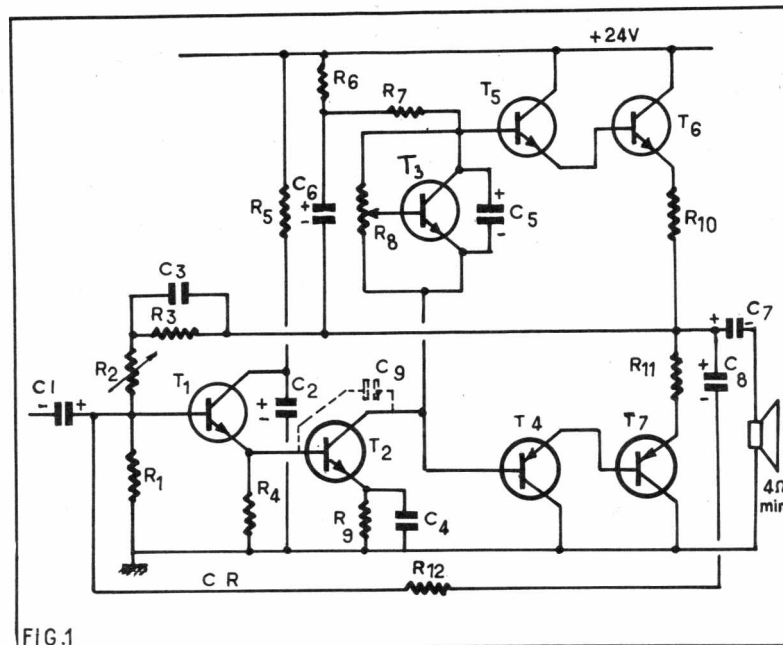 +24V
R6
R7
T5
T6
T3
C6
+
-
R5
R8
+
C5
-
R10
C3
R3
+
C7
-
R2
C1
-
+
T1
C2
+
-
C9
T2
R11
+
C8
-
T4
T7
R1
R4
R9
C4
4Ω
min
CR
R12
FIG.1